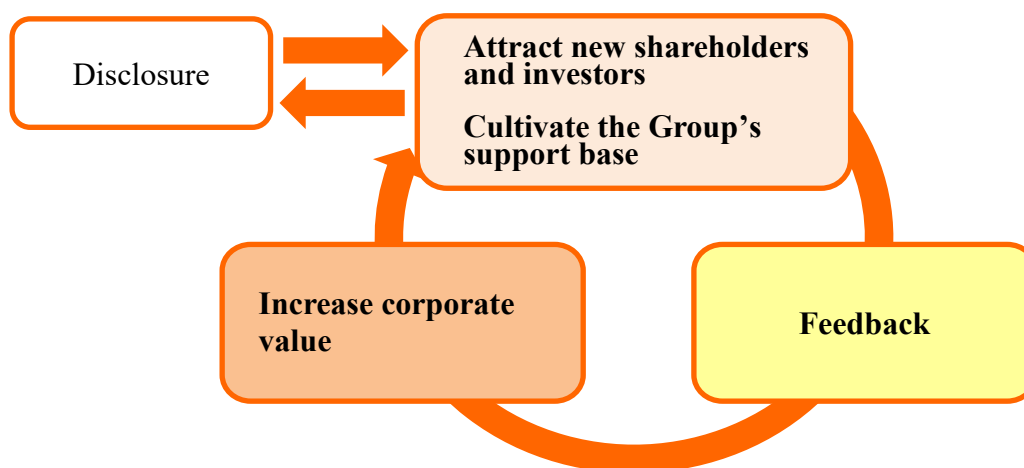 Disclosure
Attract new shareholders
and investors
Cultivate the Group’s
support base
Increase corporate
value
Feedback